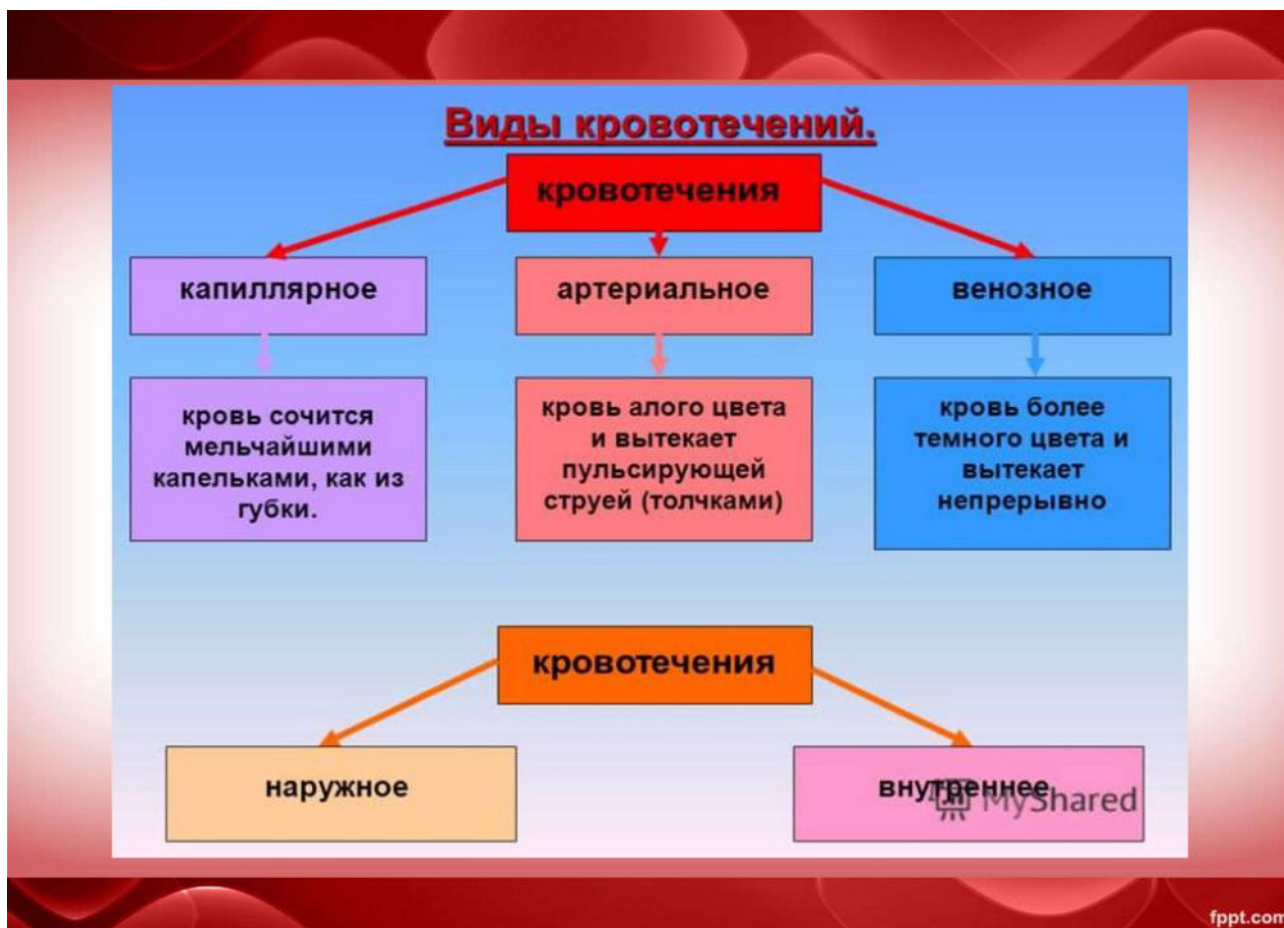 Виды кровотечений.
кровотечения
капиллярное
артериальное
венозное
кровь сочится
мельчайшими
капельками, как из
губки.
кровь алого цвета
и вытекает
пульсирующей
струей (толчками)
кровь более
темного цвета и
вытекает
непрерывно
кровотечения
наружное
внутреннее
MyShared
fppt.com